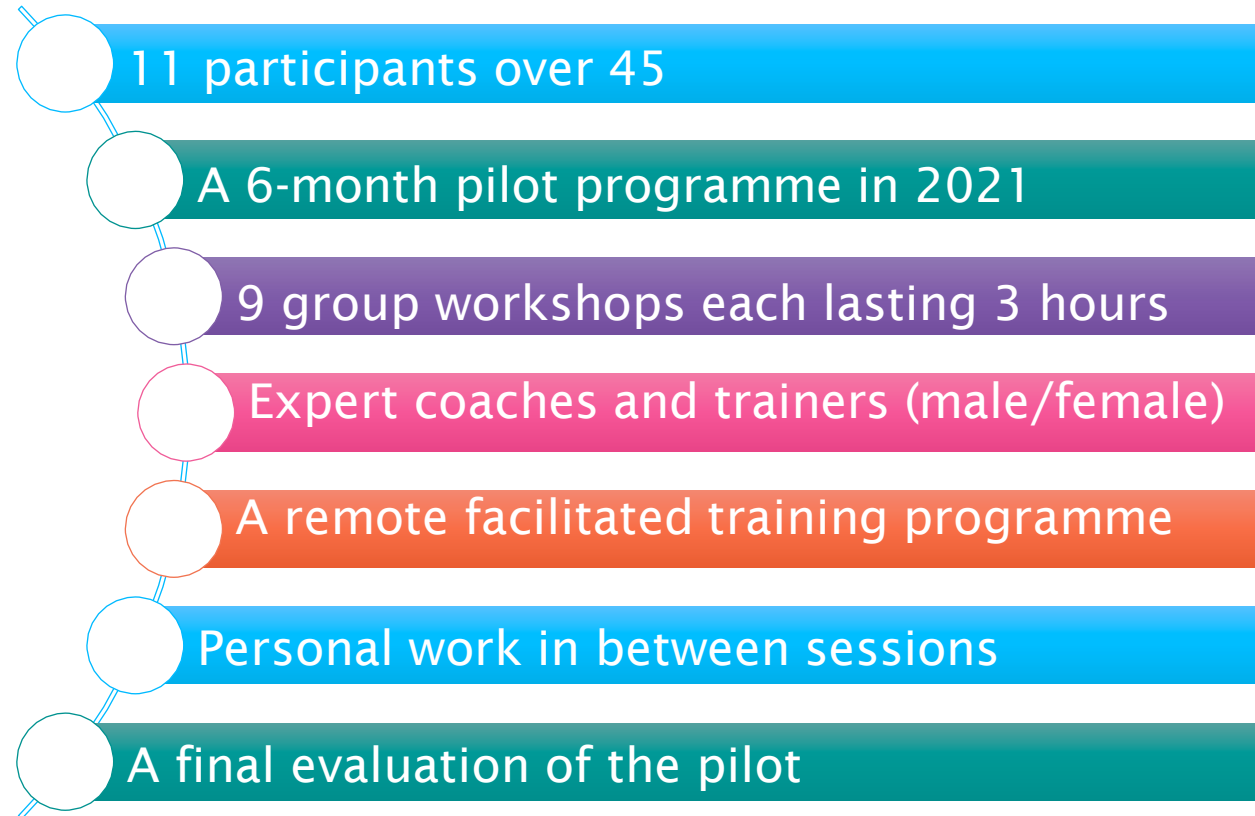 11 participants over 45
A 6-month pilot programme in 2021
9 group workshops each lasting 3 hours
Expert coaches and trainers (male/female)
A remote facilitated training programme
Personal work in between sessions
A final evaluation of the pilot